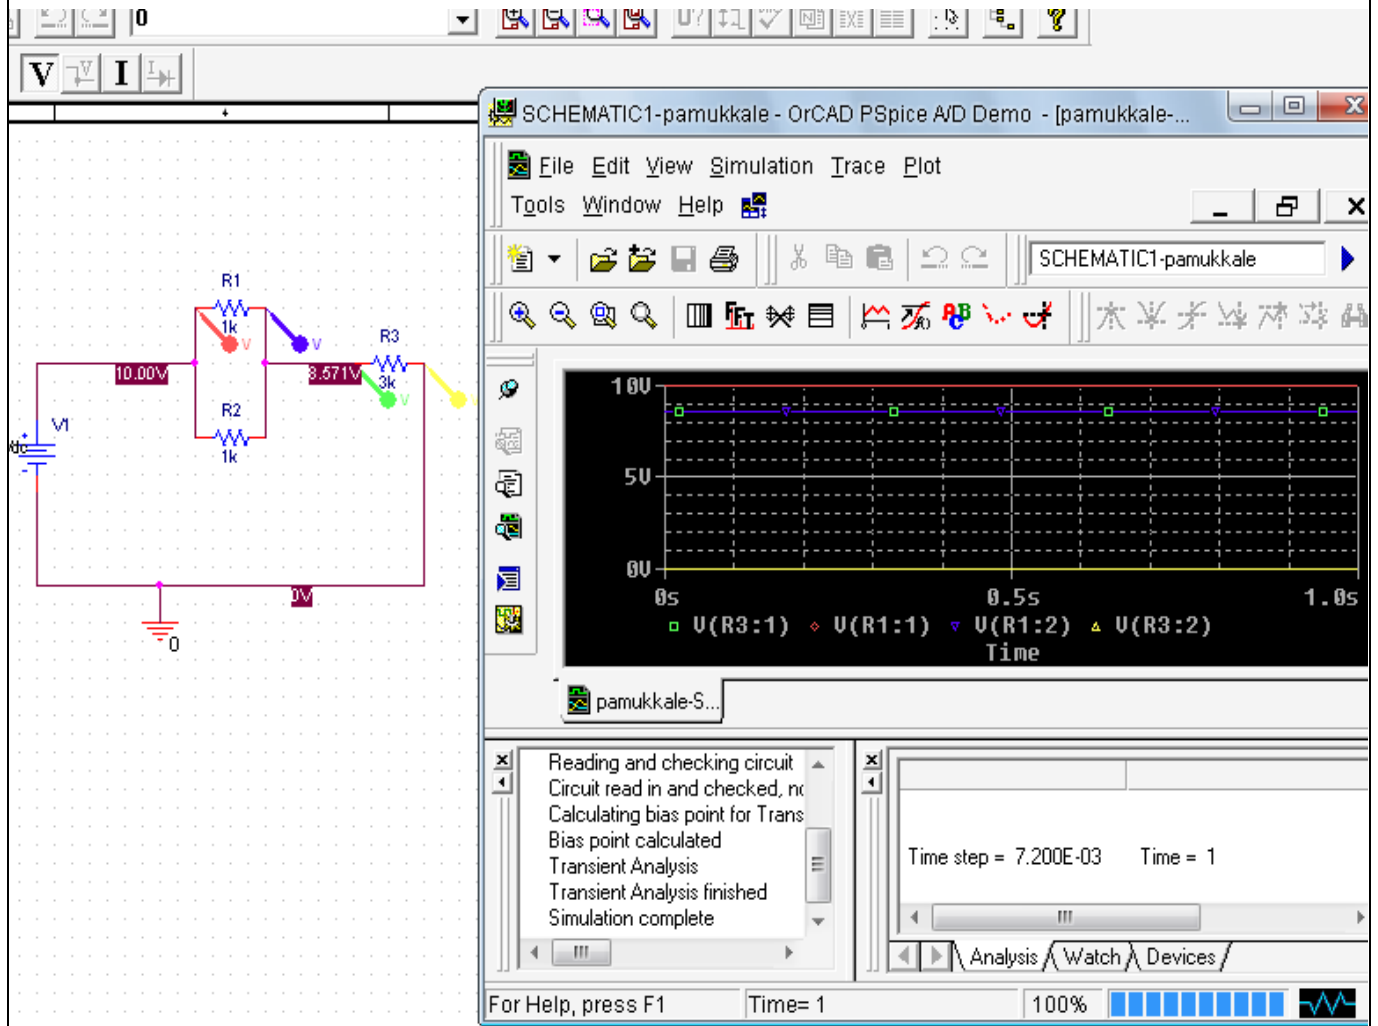 0
U?
V V I I
SCHEMATIC1-pamukkale - OrCAD PSpice A/D Demo - [pamukkale-...
File Edit View Simulation Trace Plot
Tools Window Help
SCHEMATIC1-pamukkale
FFT
ABC
R1
1k
V
V
R3
3k
10.00V
8.571V
V
R2
1k
V1
Vdc
0V
0
10V
5V
0V
0s 0.5s 1.0s
V(R3:1) V(R1:1) V(R1:2) V(R3:2)
Time
pamukkale-S...
Reading and checking circuit
Circuit read in and checked, no
Calculating bias point for Trans
Bias point calculated
Transient Analysis
Transient Analysis finished
Simulation complete
Time step = 7.200E-03 Time = 1
Analysis Watch Devices
For Help, press F1 Time= 1 100%